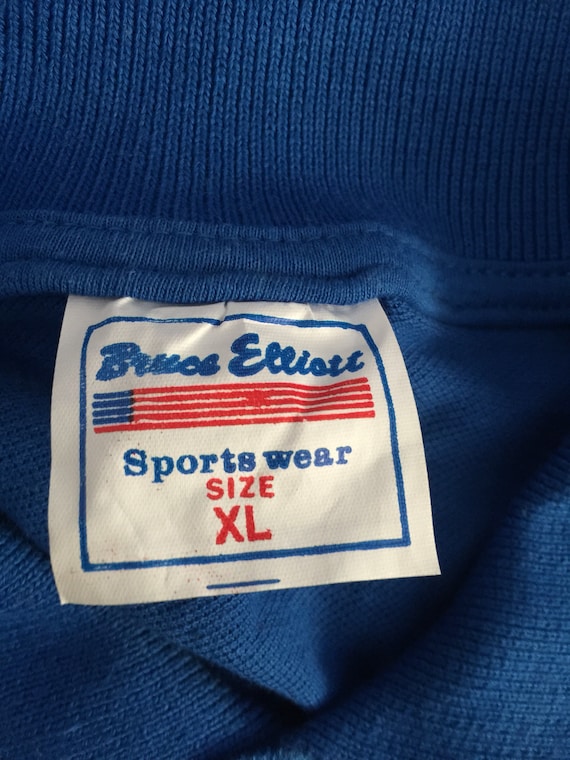 Bruce Elliott
Sports wear
SIZE
XL